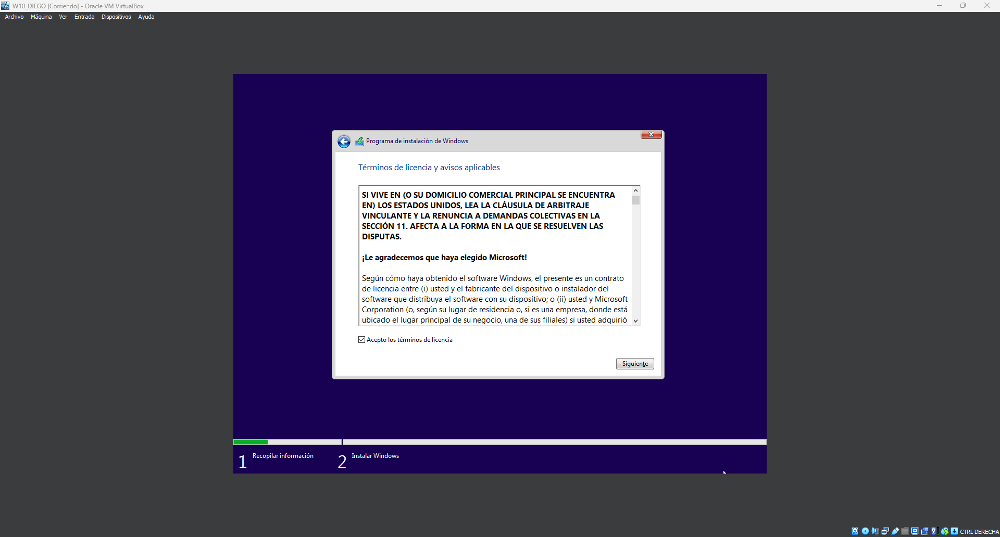 W10_DIEGO [Corriendo] - Oracle VM VirtualBox
Archivo Máquina Ver Entrada Dispositivos Ayuda
Programa de instalación de Windows
Términos de licencia y avisos aplicables
SI VIVE EN (O SU DOMICILIO COMERCIAL PRINCIPAL SE ENCUENTRA
EN) LOS ESTADOS UNIDOS, LEA LA CLÁUSULA DE ARBITRAJE
VINCULANTE Y LA RENUNCIA A DEMANDAS COLECTIVAS EN LA
SECCIÓN 11. AFECTA A LA FORMA EN LA QUE SE RESUELVEN LAS
DISPUTAS.
¡Le agradecemos que haya elegido Microsoft!
Según cómo haya obtenido el software Windows, el presente es un contrato
de licencia entre (i) usted y el fabricante del dispositivo o instalador del
software que distribuya el software con su dispositivo; o (ii) usted y Microsoft
Corporation (o, según su lugar de residencia o, si es una empresa, donde está
ubicado el lugar principal de su negocio, una de sus filiales) si usted adquirió
Acepto los términos de licencia
Siguiente
1 Recopilar información 2 Instalar Windows
CTRL DERECHA